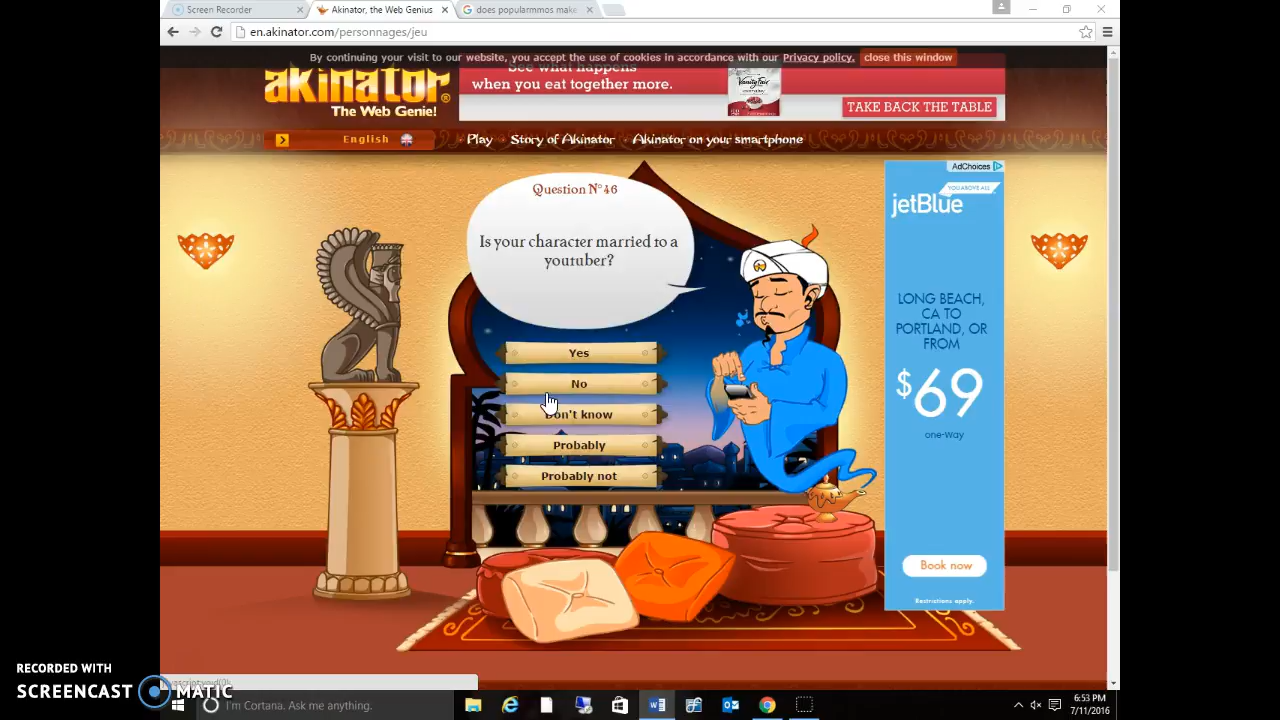 Screen Recorder
Akinator, the Web Genius
does popularmmos make
en.akinator.com/personnages/jeu
By continuing your visit to our website, you accept the use of cookies in accordance with our Privacy policy. close this window
akinator
The Web Genie!
See what happens
when you eat together more.
Vanity Fair
TAKE BACK THE TABLE
English
Play
Story of Akinator
Akinator on your smartphone
Question N°46
Is your character married to a
youtuber?
Yes
No
Don't know
Probably
Probably not
AdChoices
YOU ABOVE ALL
jetBlue
LONG BEACH,
CA TO
PORTLAND, OR
FROM
$69
one-way
Book now
Restrictions apply.
RECORDED WITH
SCREENCAST MATIC
I'm Cortana. Ask me anything.
6:53 PM
7/11/2016